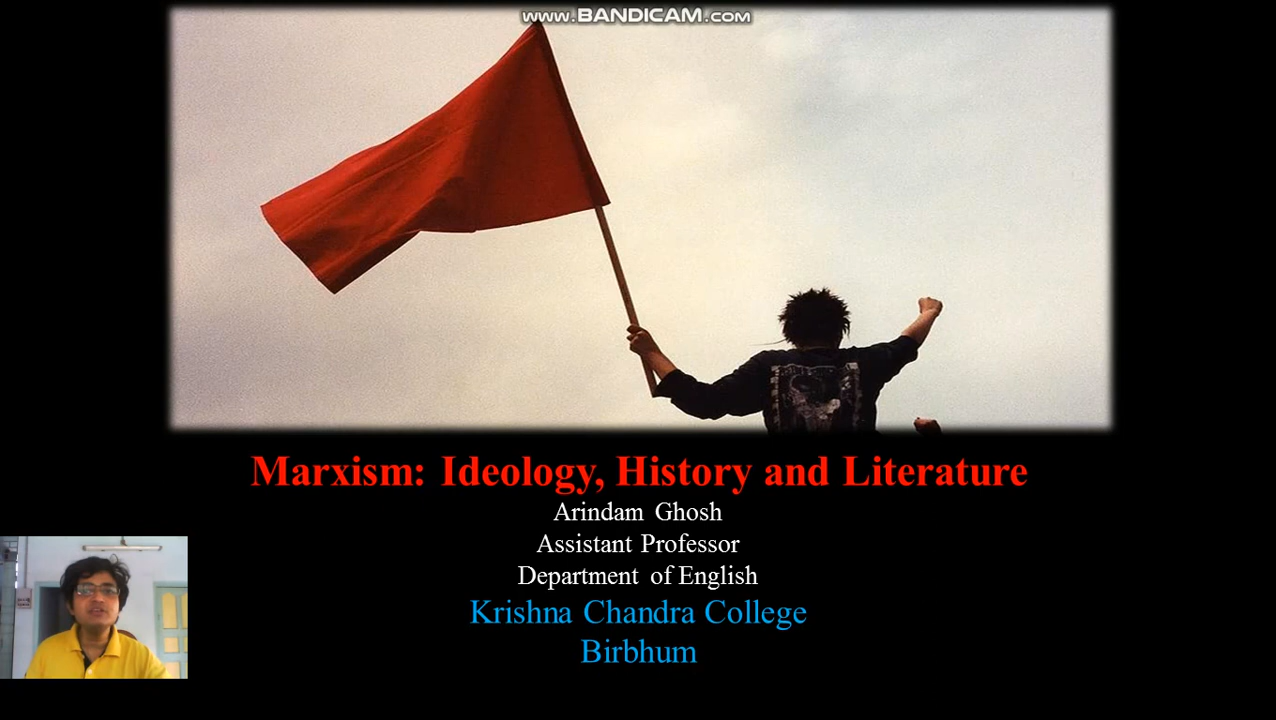 www.BANDICAM.com
Marxism: Ideology, History and Literature
Arindam Ghosh
Assistant Professor
Department of English
Krishna Chandra College
Birbhum